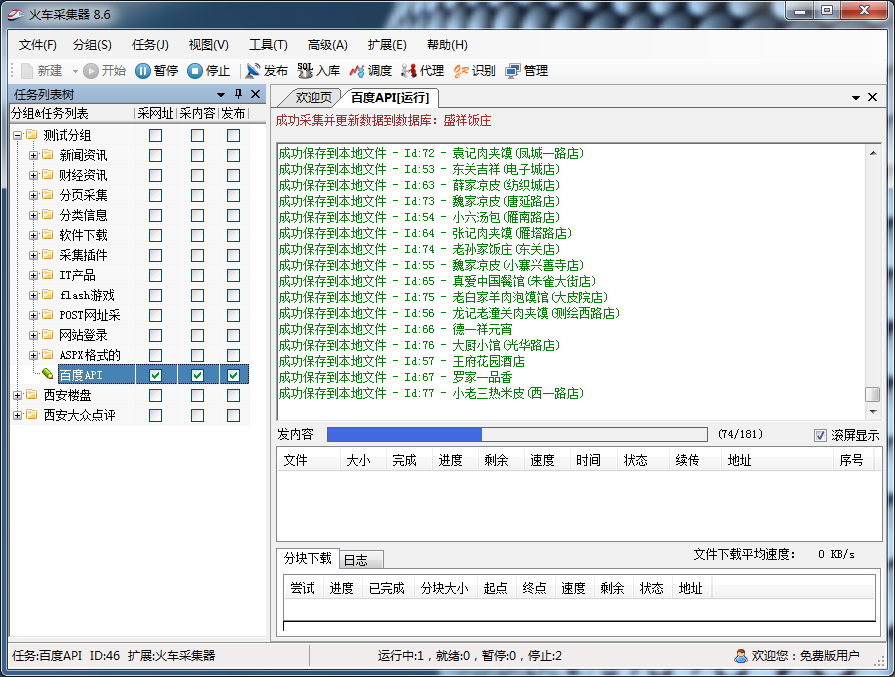 火车采集器 8.6
文件(F) 分组(S) 任务(J) 视图(V) 工具(T) 高级(A) 扩展(E) 帮助(H)
新建 开始 暂停 停止 发布 入库 调度 代理 识别 管理
任务列表树
分组&任务列表 采网址 采内容 发布
测试分组
新闻资讯
财经资讯
分页采集
分类信息
软件下载
采集插件
IT产品
flash游戏
POST网址采
网站登录
ASPX格式的
百度API
西安楼盘
西安大众点评
欢迎页 百度API[运行]
成功采集并更新数据到数据库: 盛祥饭庄
成功保存到本地文件 - Id:72 - 袁记肉夹馍(凤城一路店)
成功保存到本地文件 - Id:53 - 东关吉祥(电子城店)
成功保存到本地文件 - Id:63 - 薛家凉皮(纺织城店)
成功保存到本地文件 - Id:73 - 魏家凉皮(唐延路店)
成功保存到本地文件 - Id:54 - 小六汤包(雁南路店)
成功保存到本地文件 - Id:64 - 张记肉夹馍(雁塔路店)
成功保存到本地文件 - Id:74 - 老孙家饭庄(东关店)
成功保存到本地文件 - Id:55 - 魏家凉皮(小寨兴善寺店)
成功保存到本地文件 - Id:65 - 真爱中国餐馆(朱雀大街店)
成功保存到本地文件 - Id:75 - 老白家羊肉泡馍馆(大皮院店)
成功保存到本地文件 - Id:56 - 龙记老潼关肉夹馍(测绘西路店)
成功保存到本地文件 - Id:66 - 德一祥元宵
成功保存到本地文件 - Id:76 - 大厨小馆(光华路店)
成功保存到本地文件 - Id:57 - 王府花园酒店
成功保存到本地文件 - Id:67 - 罗家一品香
成功保存到本地文件 - Id:77 - 小老三热米皮(西一路店)
发内容 (74/181) 滚屏显示
文件 大小 完成 进度 剩余 速度 时间 状态 续传 地址 序号
分块下载 日志 文件下载平均速度: 0 KB/s
尝试 进度 已完成 分块大小 起点 终点 速度 剩余 状态 地址
任务:百度API ID:46 扩展:火车采集器 运行中:1，就绪:0，暂停:0，停止:2 欢迎您：免费版用户